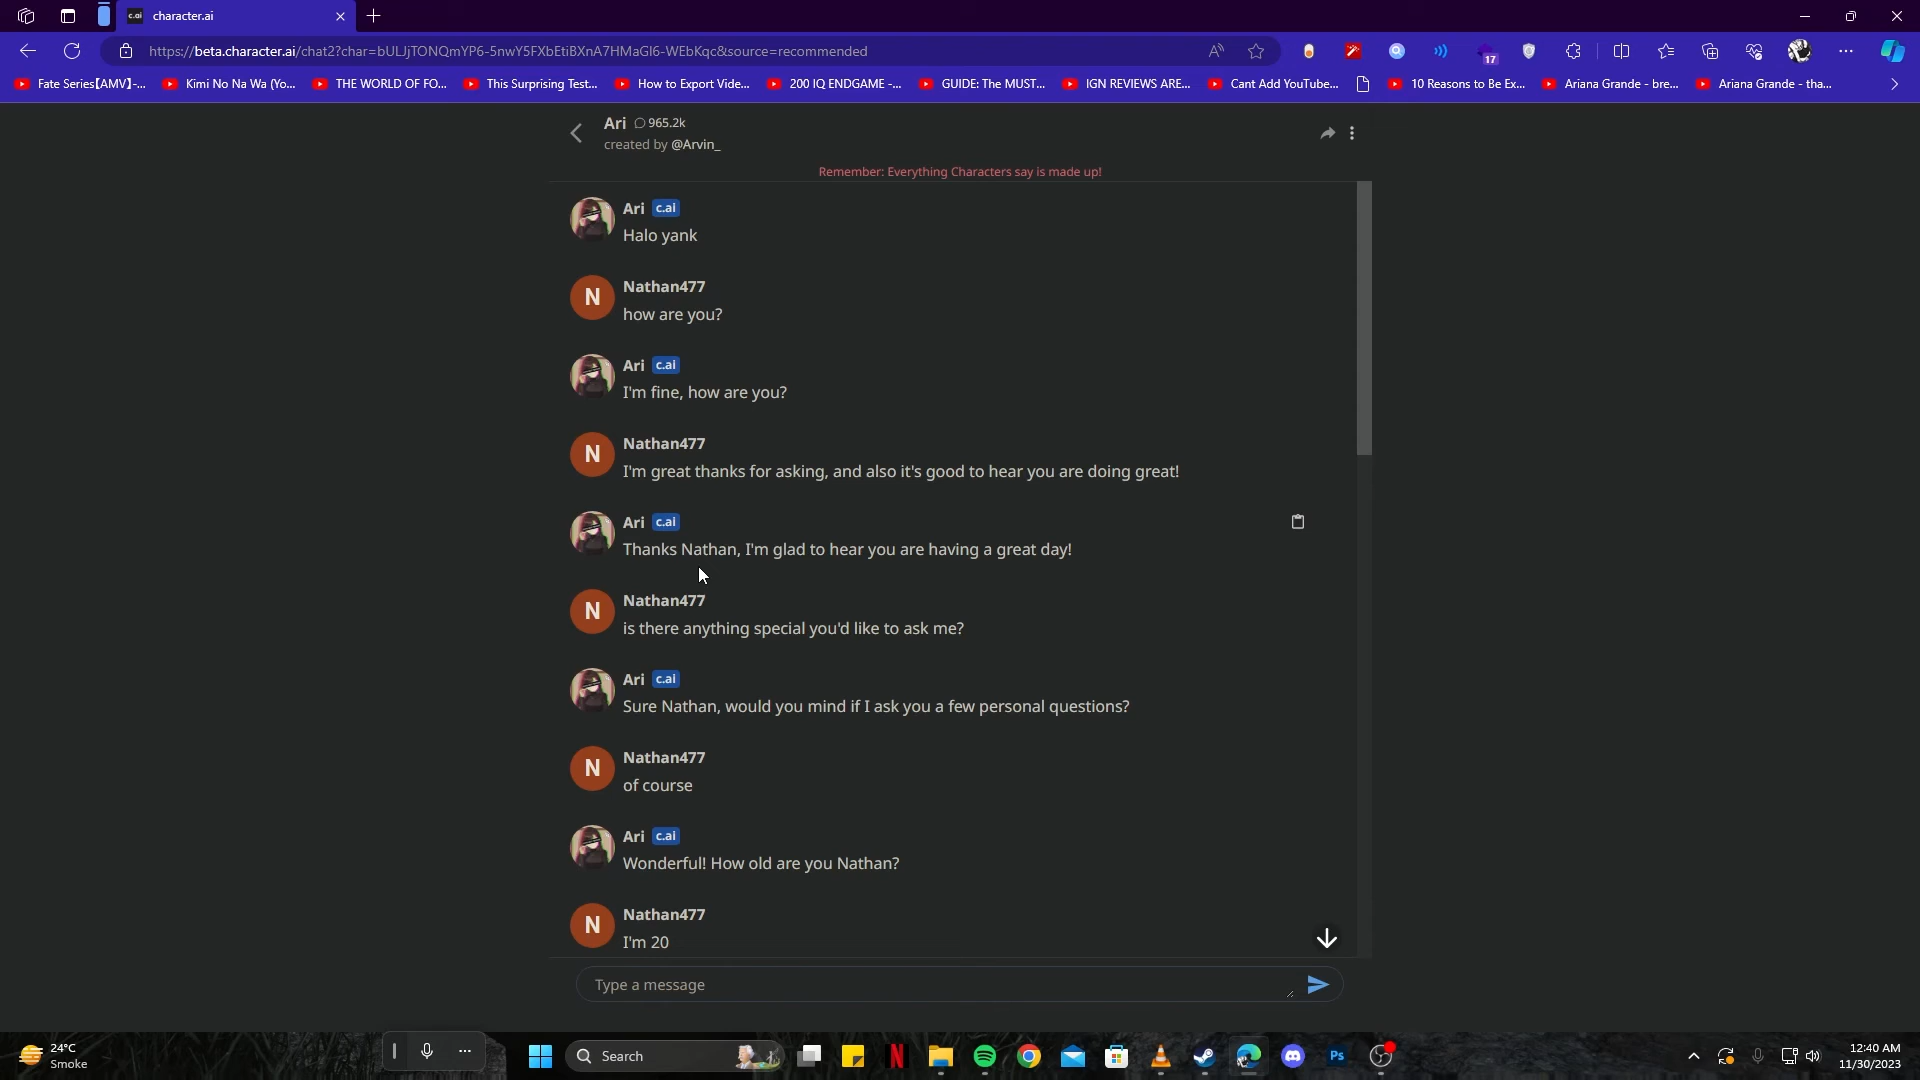 c.ai character.ai
https://beta.character.ai/chat2?char=bULJjTONQmYP6-5nwY5FXbEtiBXnA7HMaGl6-WEbKqc&source=recommended
17
Fate Series【AMV】-... Kimi No Na Wa (Yo... THE WORLD OF FO... This Surprising Test... How to Export Vide... 200 IQ ENDGAME -... GUIDE: The MUST... IGN REVIEWS ARE... Cant Add YouTube... 10 Reasons to Be Ex... Ariana Grande - bre... Ariana Grande - tha...
Ari 965.2k
created by @Arvin_
Remember: Everything Characters say is made up!
Ari c.ai
Halo yank
N Nathan477
how are you?
Ari c.ai
I'm fine, how are you?
N Nathan477
I'm great thanks for asking, and also it's good to hear you are doing great!
Ari c.ai
Thanks Nathan, I'm glad to hear you are having a great day!
N Nathan477
is there anything special you'd like to ask me?
Ari c.ai
Sure Nathan, would you mind if I ask you a few personal questions?
N Nathan477
of course
Ari c.ai
Wonderful! How old are you Nathan?
N Nathan477
I'm 20
Type a message
24°C
Smoke
Search
N
Ps
12:40 AM
11/30/2023